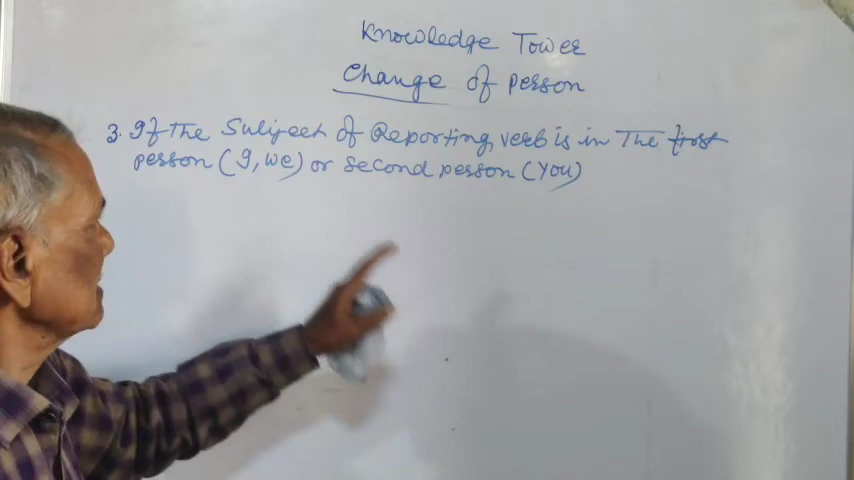 Knowledge Tower
Change of person
3. If the Subject of Reporting verb is in The first
person (I, we) or second person (You)